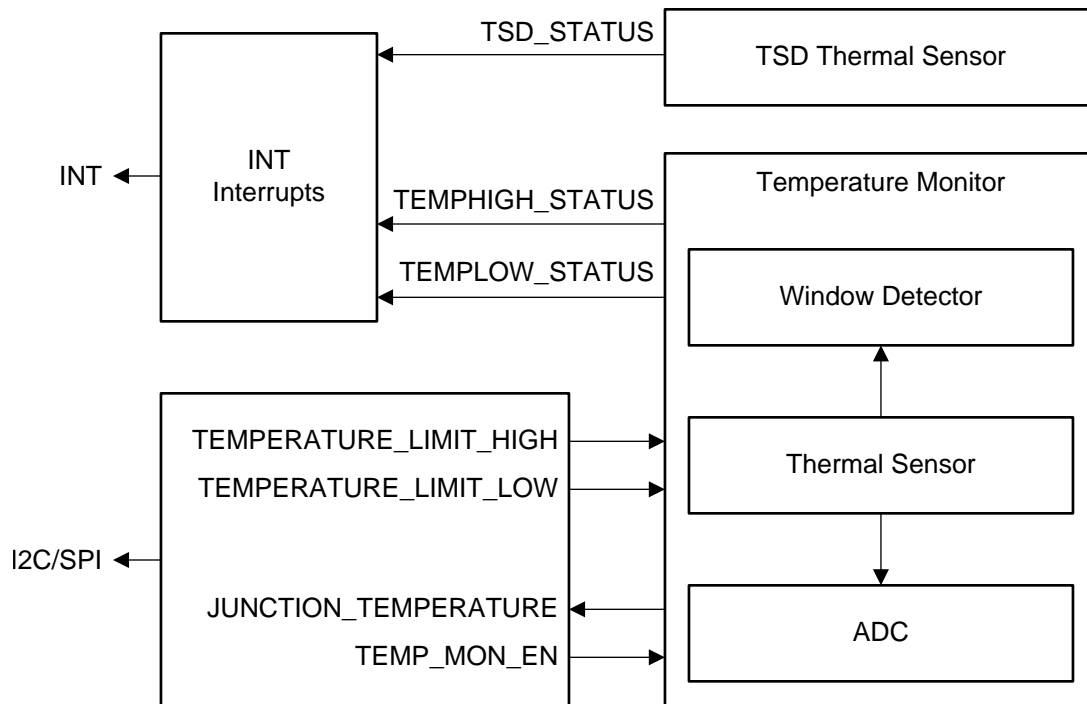 TSD_STATUS
TSD Thermal Sensor
INT
INT
Interrupts
Temperature Monitor
TEMPHIGH_STATUS
TEMPLOW_STATUS
Window Detector
TEMPERATURE_LIMIT_HIGH
TEMPERATURE_LIMIT_LOW
Thermal Sensor
I2C/SPI
JUNCTION_TEMPERATURE
TEMP_MON_EN
ADC